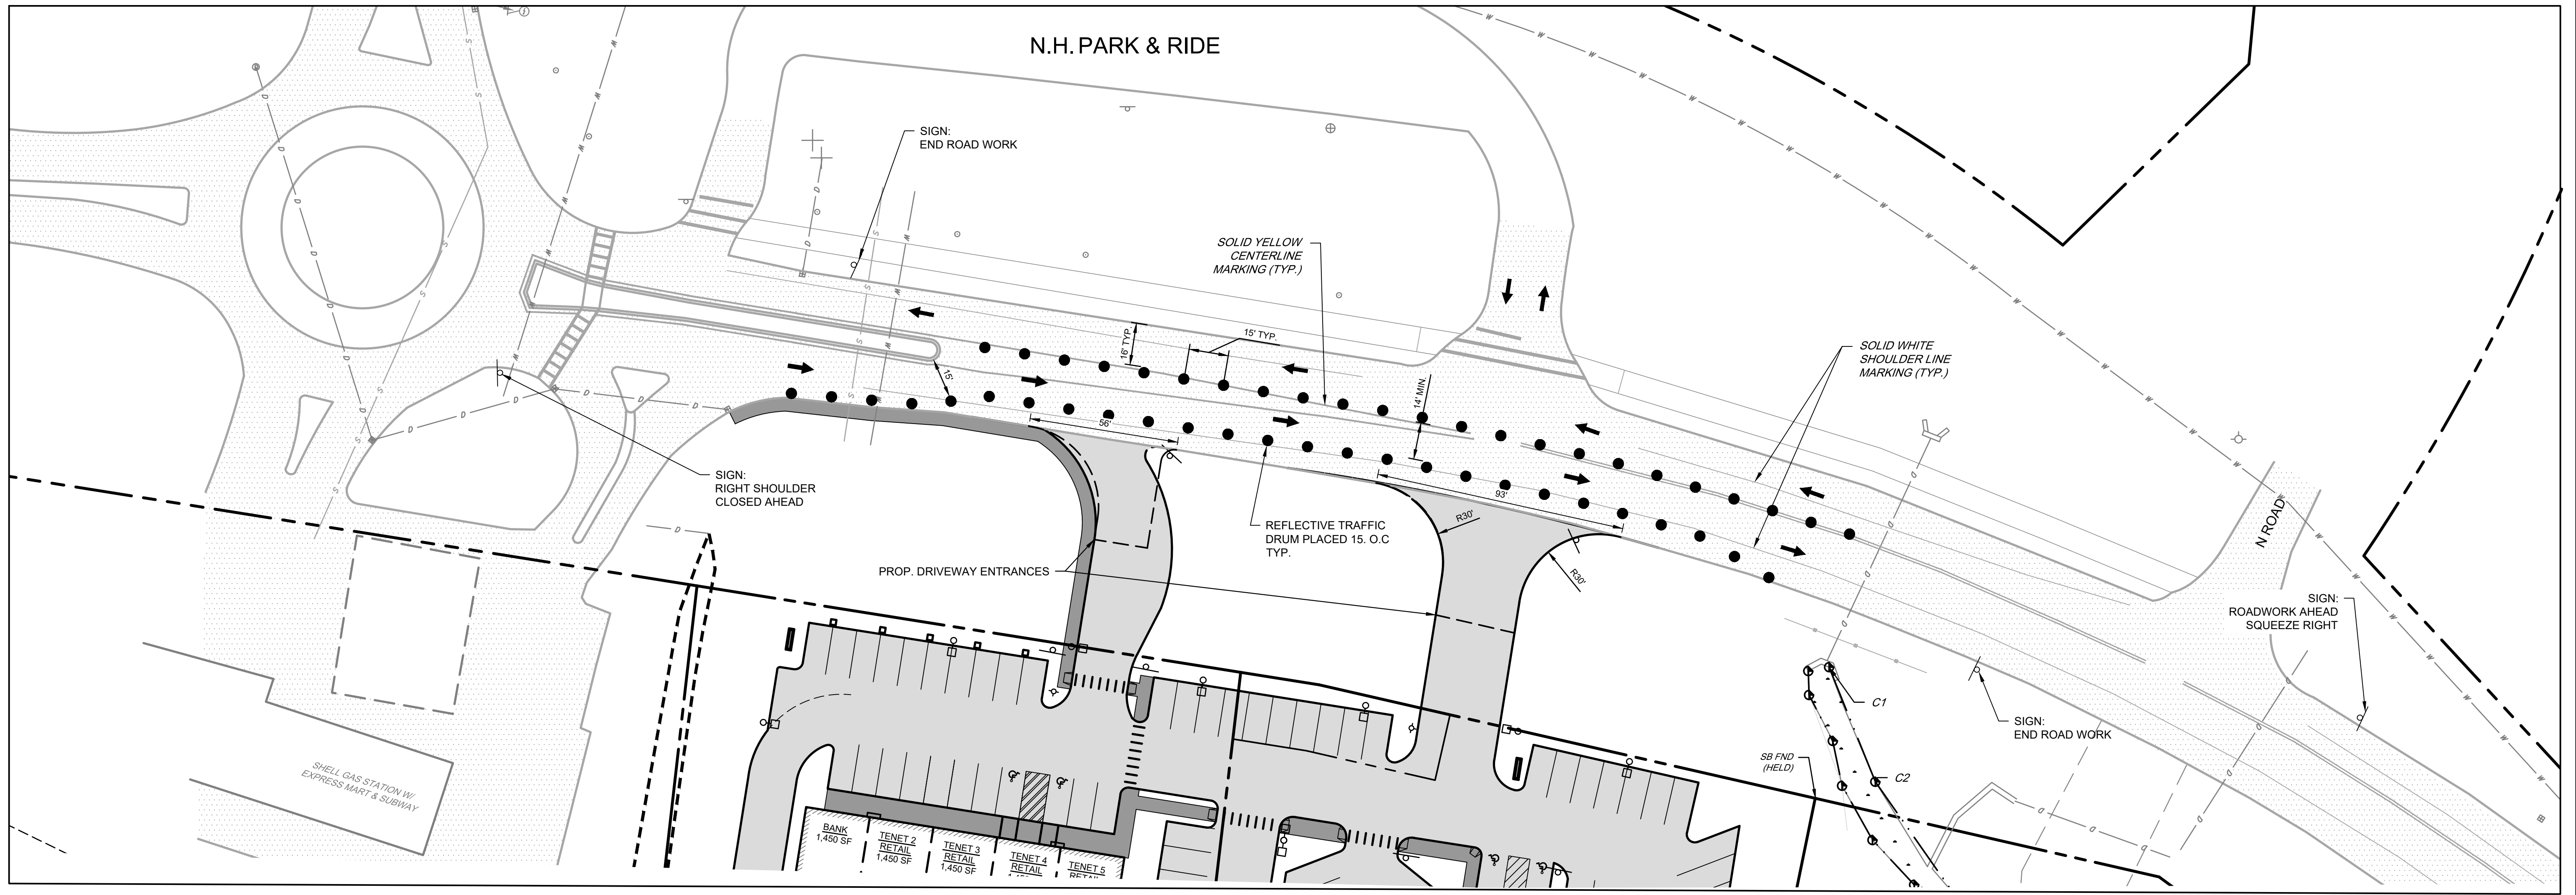 N.H. PARK & RIDE
SIGN:
END ROAD WORK
SOLID YELLOW
CENTERLINE
MARKING (TYP.)
16' TYP.
15' TYP.
15'
14' MIN.
SOLID WHITE
SHOULDER LINE
MARKING (TYP.)
56'
93'
SIGN:
RIGHT SHOULDER
CLOSED AHEAD
REFLECTIVE TRAFFIC
DRUM PLACED 15. O.C
TYP.
R30'
R30'
PROP. DRIVEWAY ENTRANCES
N ROAD
SIGN:
ROADWORK AHEAD
SQUEEZE RIGHT
SIGN:
END ROAD WORK
C1
C2
SB FND
(HELD)
SHELL GAS STATION W/
EXPRESS MART & SUBWAY
BANK
1,450 SF
TENET 2
RETAIL
1,450 SF
TENET 3
RETAIL
1,450 SF
TENET 4
RETAIL
TENET 5